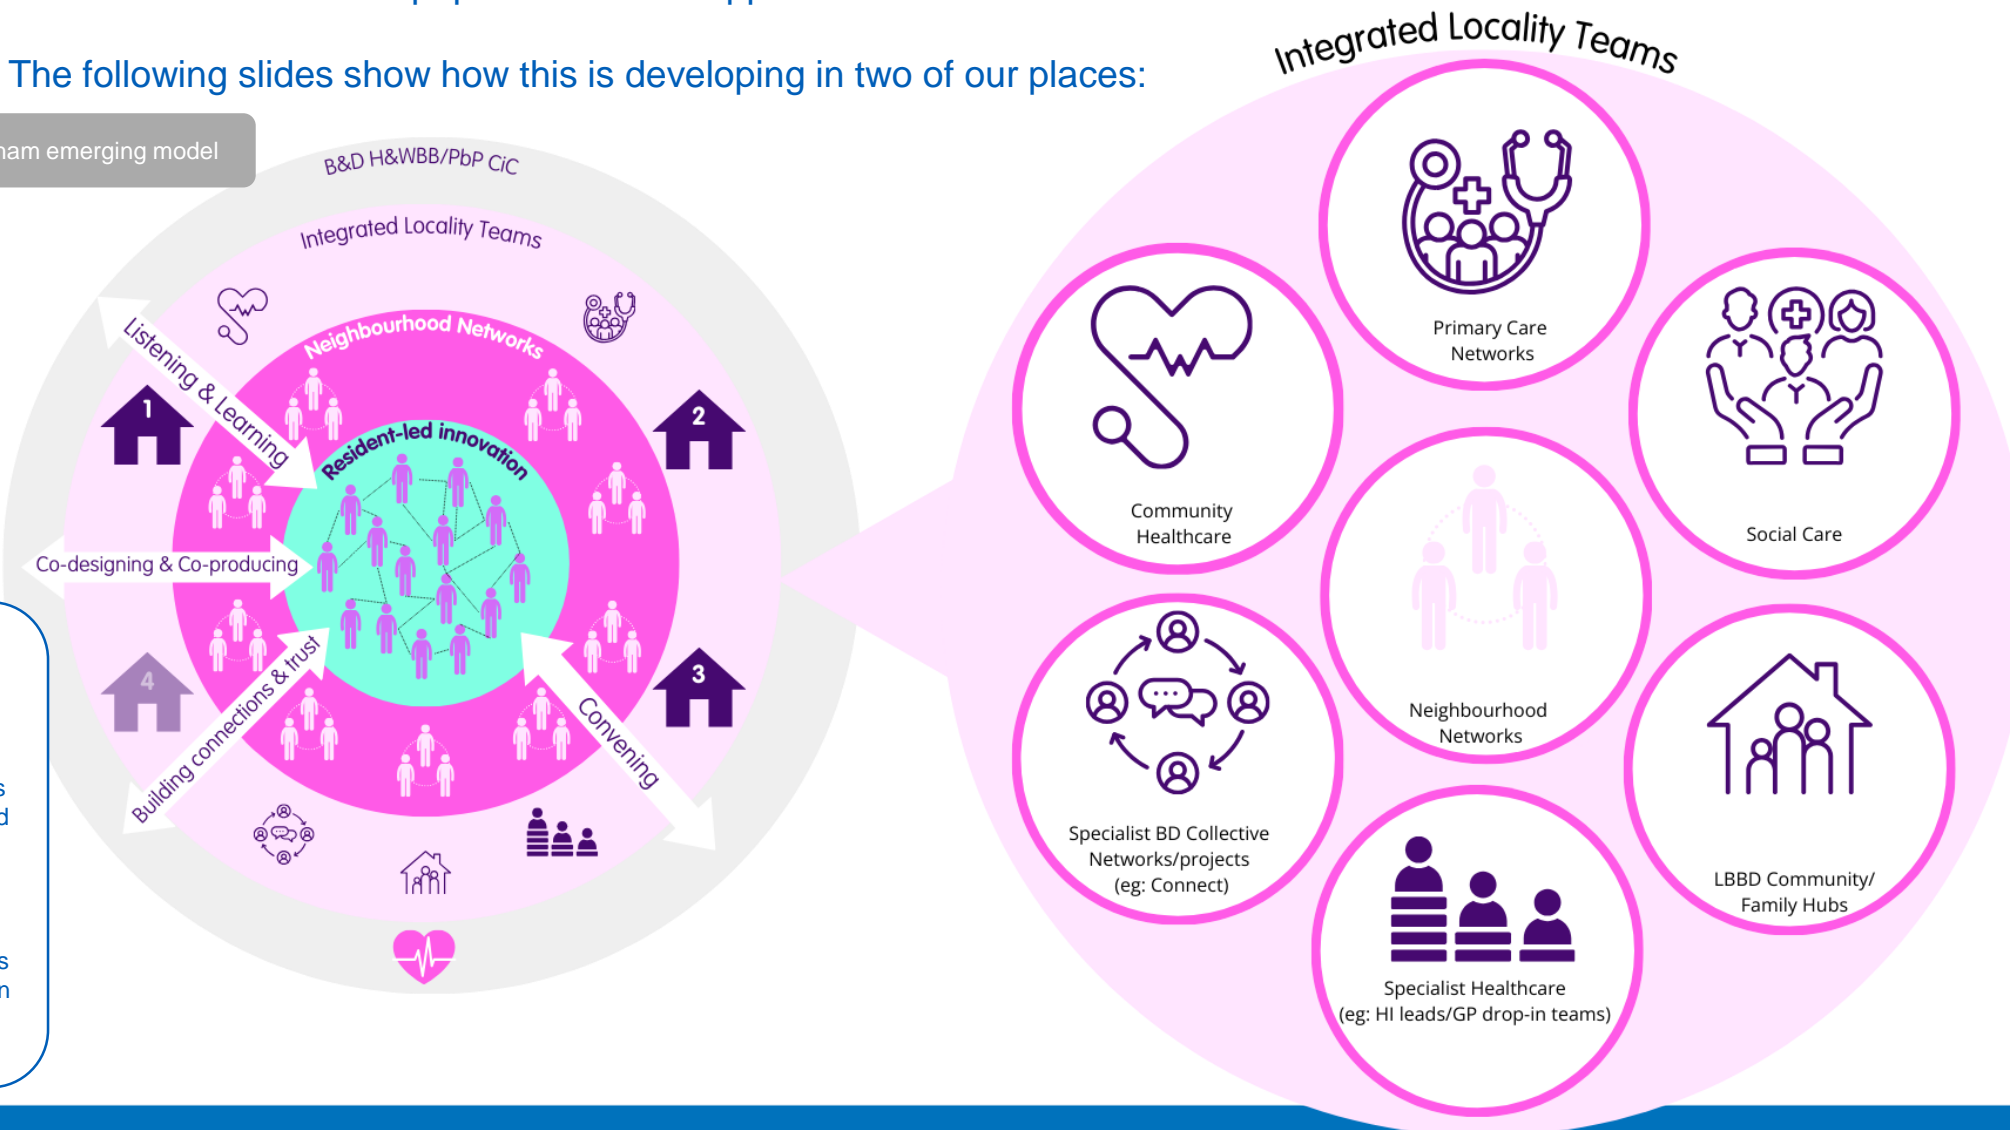 The following slides show how this is developing in two of our places:
emerging model
B&D H&WBB/PbP CiC
Integrated Locality Teams
Neighbourhood Networks
Resident-led innovation
Listening & Learning
Co-designing & Co-producing
Building connections & trust
Convening
1
2
3
4
Integrated Locality Teams
Primary Care
Networks
Community
Healthcare
Social Care
Neighbourhood
Networks
Specialist BD Collective
Networks/projects
(eg: Connect)
LBBD Community/
Family Hubs
Specialist Healthcare
(eg: HI leads/GP drop-in teams)